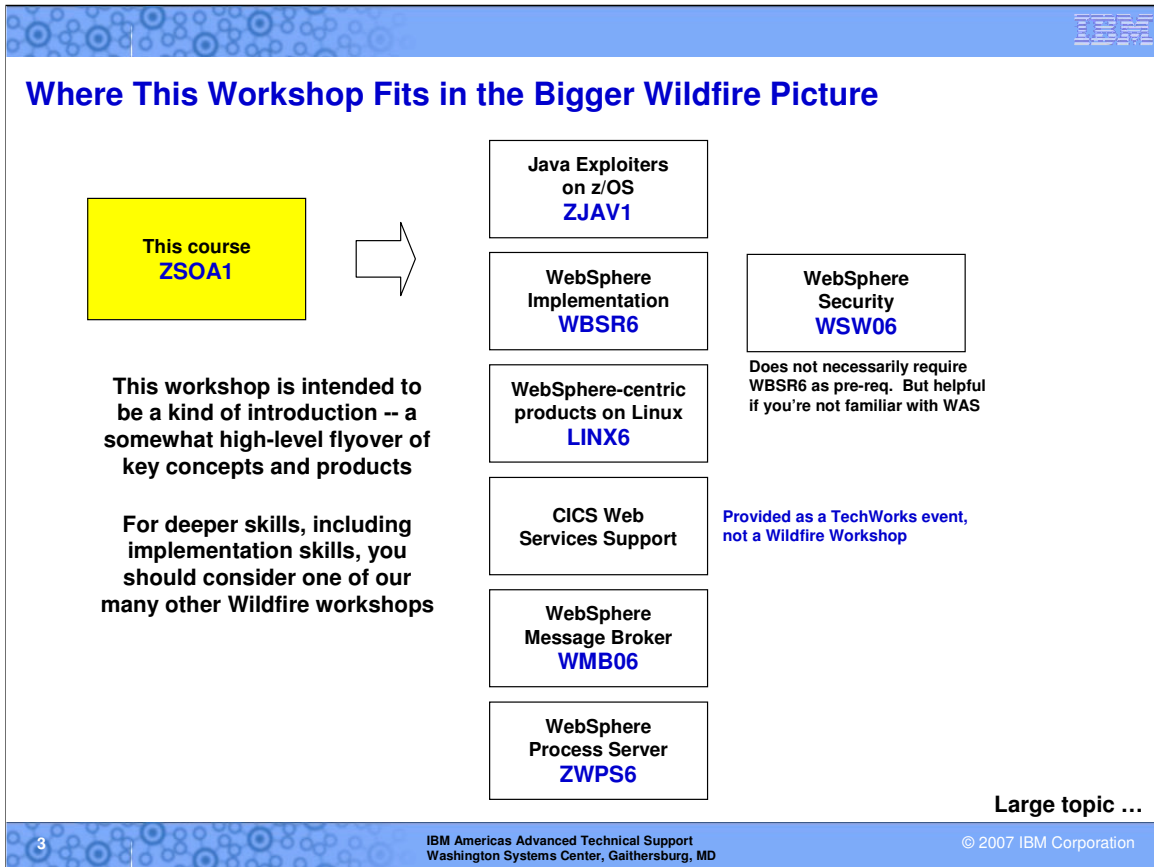 IBM
Where This Workshop Fits in the Bigger Wildfire Picture
This course
ZSOA1
This workshop is intended to
be a kind of introduction -- a
somewhat high-level flyover of
key concepts and products
For deeper skills, including
implementation skills, you
should consider one of our
many other Wildfire workshops
Java Exploiters
on z/OS
ZJAV1
WebSphere
Implementation
WBSR6
WebSphere
Security
WSW06
Does not necessarily require
WBSR6 as pre-req.  But helpful
if you're not familiar with WAS
WebSphere-centric
products on Linux
LINX6
CICS Web
Services Support
Provided as a TechWorks event,
not a Wildfire Workshop
WebSphere
Message Broker
WMB06
WebSphere
Process Server
ZWPS6
Large topic …
3
IBM Americas Advanced Technical Support
Washington Systems Center, Gaithersburg, MD
© 2007 IBM Corporation